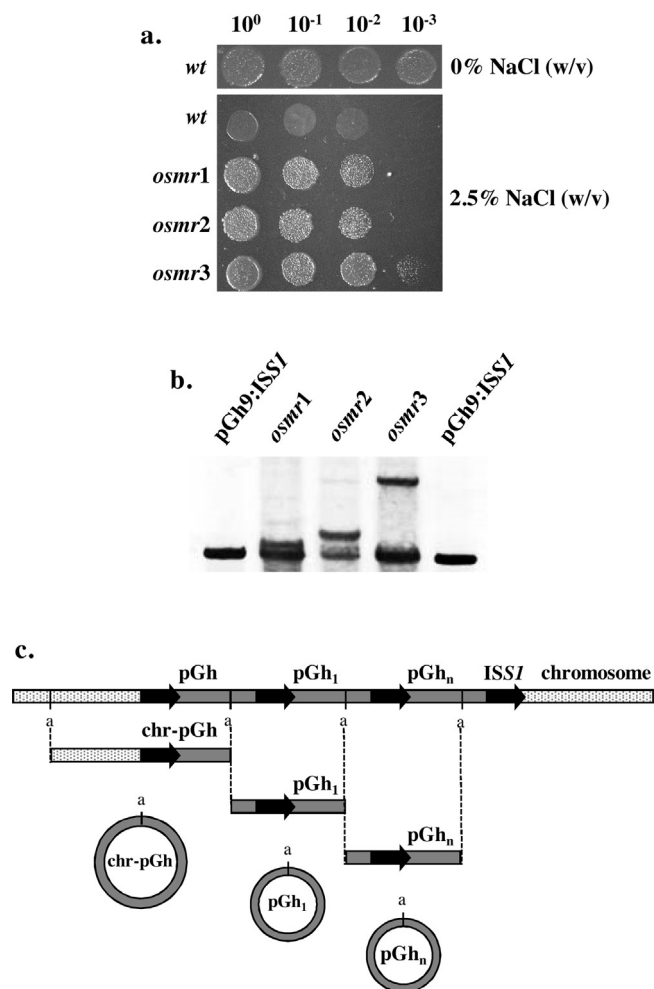 a.
10⁰ 10⁻¹ 10⁻² 10⁻³
wt
0% NaCl (w/v)
wt
osmr1
osmr2
osmr3
2.5% NaCl (w/v)
b.
pGh9:ISS1
osmr1
osmr2
osmr3
pGh9:ISS1
c.
pGh pGh₁ pGhₙ ISS1 chromosome
a a a a
chr-pGh
pGh₁
pGhₙ
a
chr-pGh
a
pGh₁
a
pGhₙ